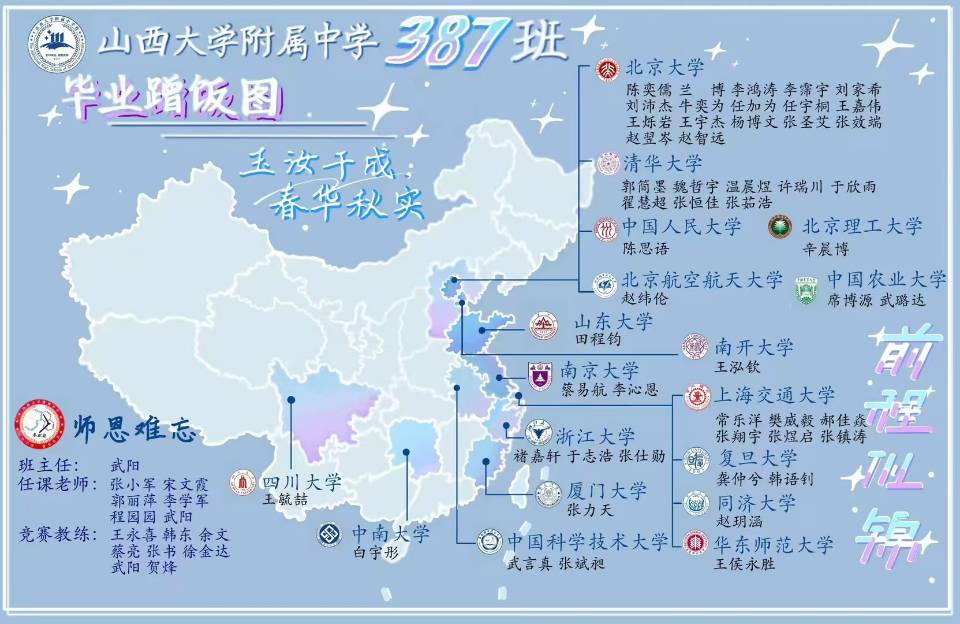 山西大学附属中学 387 班
毕业蹭饭图
玉汝于成，
春华秋实
北京大学
陈奕儒 兰 博 李鸿涛 李霈宇 刘家希
刘沛杰 牛奕为 任加为 任宇桐 王嘉伟
王烁岩 王宇杰 杨博文 张圣艾 张效端
赵翌岑 赵智远
清华大学
郭简墨 魏哲宇 温晨煜 许瑞川 于欣雨
翟慧超 张恒佳 张茹浩
中国人民大学
陈思语
北京理工大学
辛晨博
北京航空航天大学
赵纬伦
中国农业大学
席博源 武璐达
山东大学
田程钧
南开大学
王泓钦
南京大学
蔡易航 李沁恩
上海交通大学
常乐洋 樊威毅 郝佳焱
张翔宇 张煜启 张镇涛
浙江大学
褚嘉轩 于志浩 张仕勋
复旦大学
龚仲兮 韩语钊
厦门大学
张力天
同济大学
赵玥涵
四川大学
王毓喆
中南大学
白宇彤
中国科学技术大学
武言真 张斌昶
华东师范大学
王侯永胜
前程似锦
师恩难忘
班主任： 武阳
任课老师： 张小军 宋文霞
郭丽萍 李学军
程园园 武阳
竞赛教练： 王永喜 韩东 余文
蔡亮 张书 徐金达
武阳 贺烽